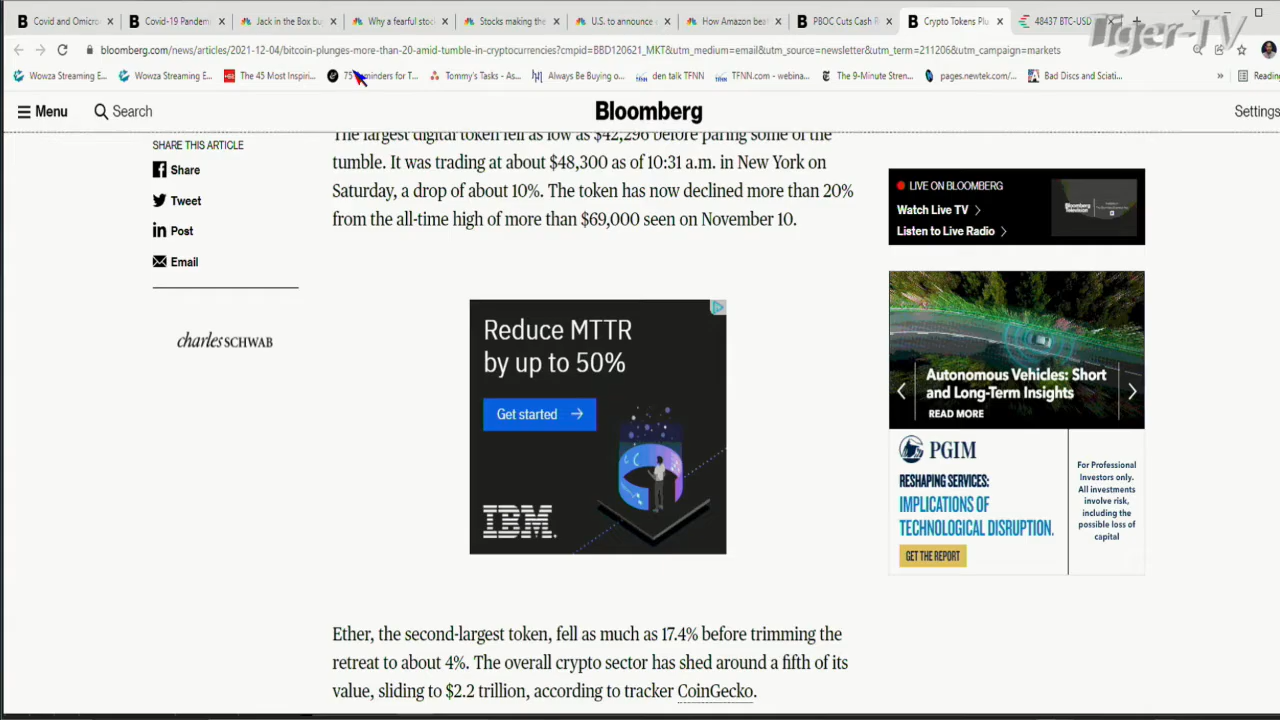 Covid and Omicro
Covid-19 Pandem
Jack in the Box bu
Why a fearful stoc
Stocks making the
U.S. to announce
How Amazon bea
PBOC Cuts Cash R
Crypto Tokens Plu
48437 BTC-USD
Tiger-TV
bloomberg.com/news/articles/2021-12-04/bitcoin-plunges-more-than-20-amid-tumble-in-cryptocurrencies?cmpid=BBD120621_MKT&utm_medium=email&utm_source=newsletter&utm_term=211206&utm_campaign=markets
Wowza Streaming E...
Wowza Streaming E...
The 45 Most Inspiri...
for T...
Tommy's Tasks - As...
Always Be Buying o...
den talk TFNN
TFNN.com - webina...
The 9-Minute Stren...
pages.newtek.com/...
Bad Discs and Sciati...
Reading
Menu
Search
Bloomberg
Settings
SHARE THIS ARTICLE
Share
Tweet
Post
Email
charles SCHWAB
The largest digital token fell as low as $42,296 before paring some of the
tumble. It was trading at about $48,300 as of 10:31 a.m. in New York on
Saturday, a drop of about 10%. The token has now declined more than 20%
from the all-time high of more than $69,000 seen on November 10.
Reduce MTTR
by up to 50%
Get started
IBM
Ether, the second-largest token, fell as much as 17.4% before trimming the
retreat to about 4%. The overall crypto sector has shed around a fifth of its
value, sliding to $2.2 trillion, according to tracker CoinGecko.
LIVE ON BLOOMBERG
Watch Live TV
Listen to Live Radio
Bloomberg
Autonomous Vehicles: Short
and Long-Term Insights
READ MORE
PGIM
RESHAPING SERVICES:
IMPLICATIONS OF
TECHNOLOGICAL DISRUPTION.
GET THE REPORT
For Professional
Investors only.
All investments
involve risk,
including the
possible loss of
capital